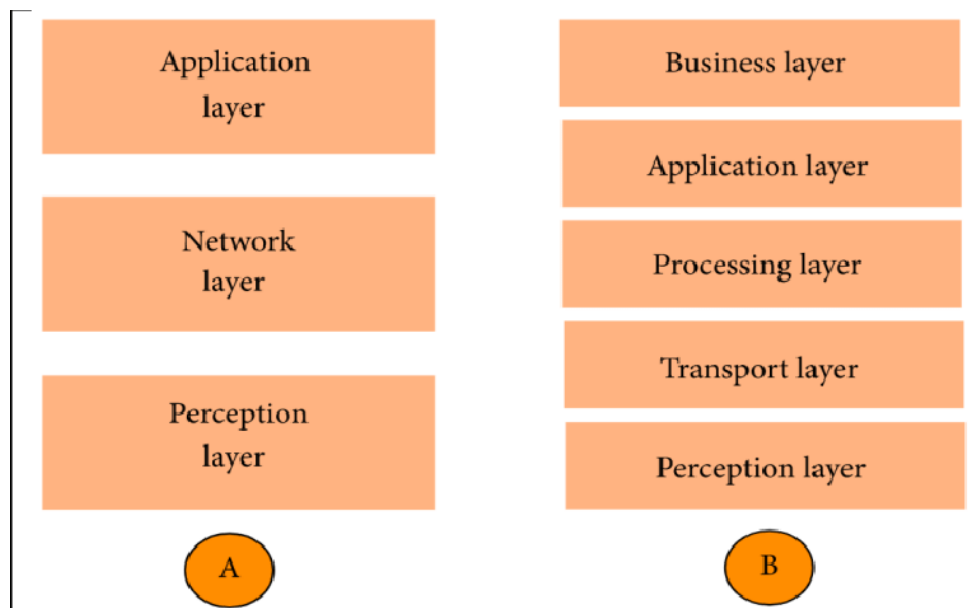 Application
layer
Network
layer
Perception
layer
A
Business layer
Application layer
Processing layer
Transport layer
Perception layer
B